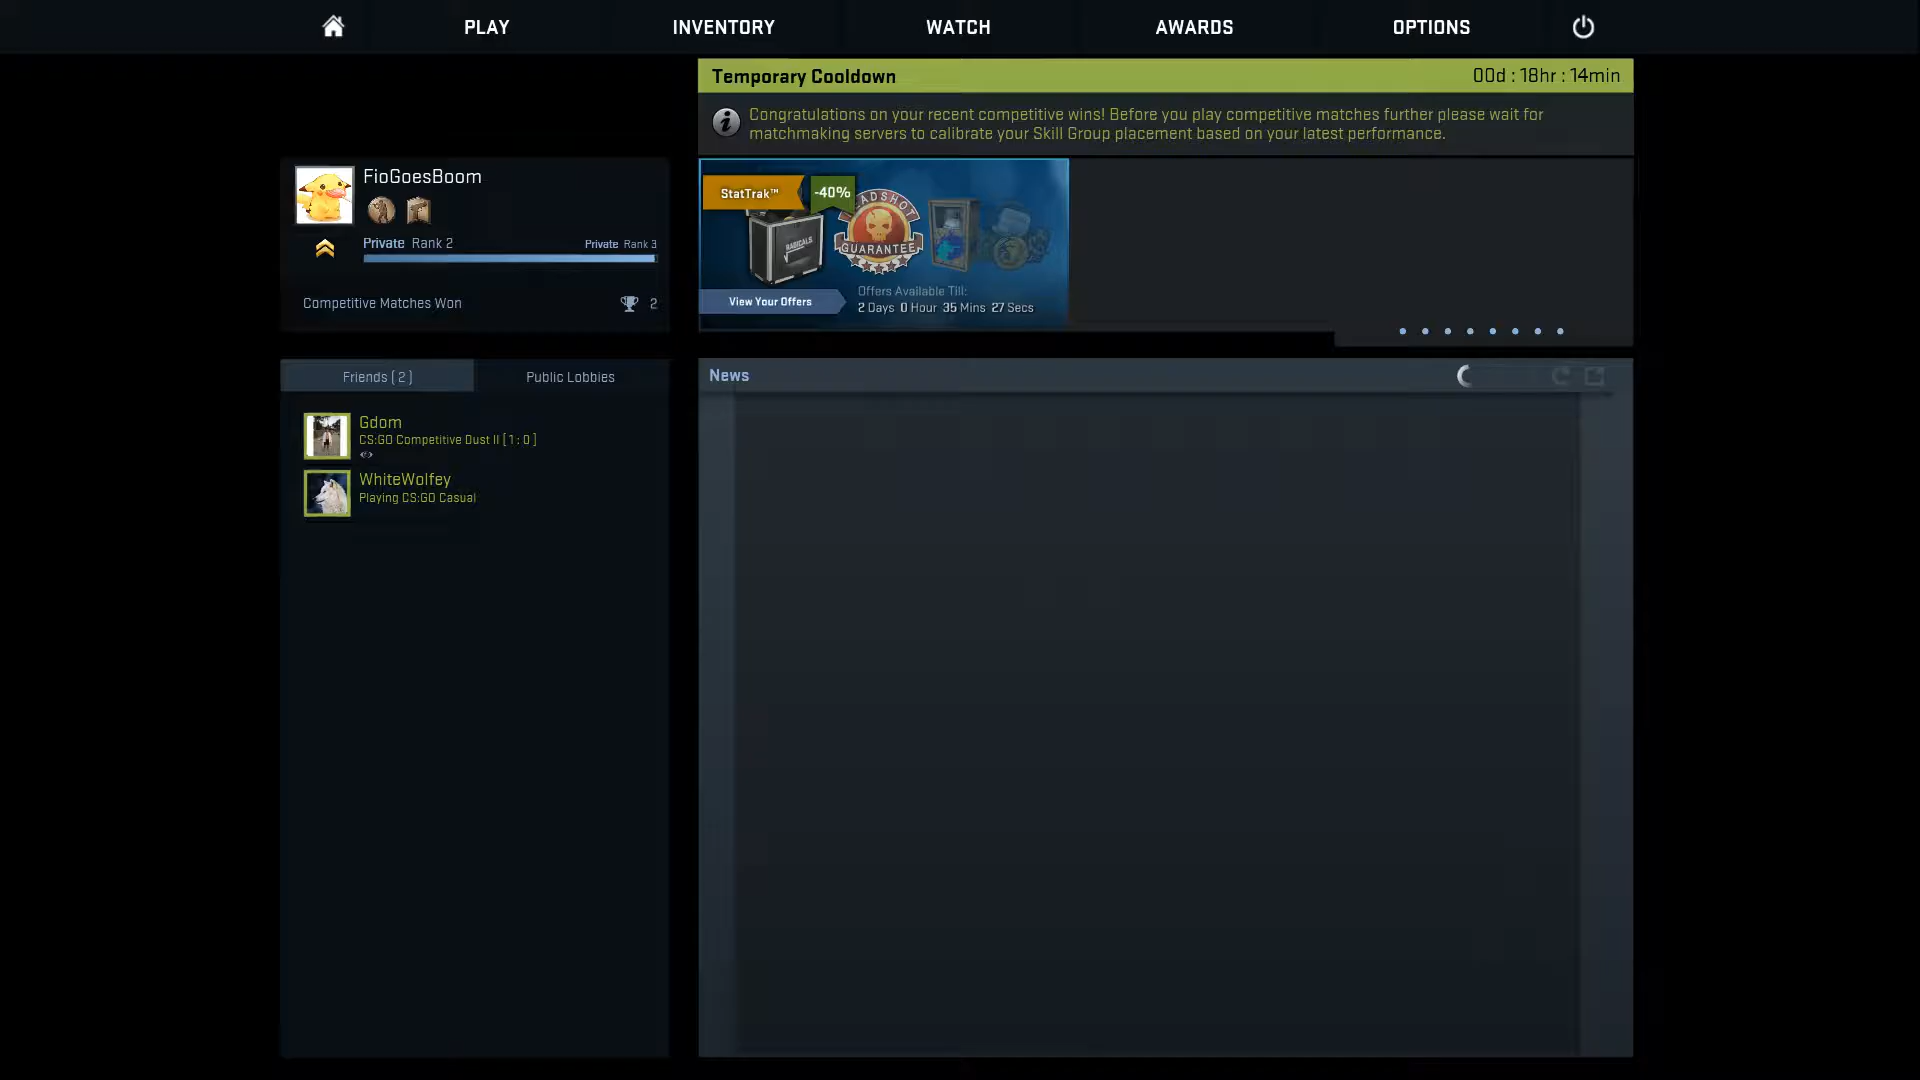 PLAY
INVENTORY
WATCH
AWARDS
OPTIONS
Temporary Cooldown
00d : 18hr : 14min
Congratulations on your recent competitive wins! Before you play competitive matches further please wait for
matchmaking servers to calibrate your Skill Group placement based on your latest performance.
FioGoesBoom
Private Rank 2
Private Rank 3
Competitive Matches Won
2
StatTrak™
-40%
RADICALS
HEADSHOT
GUARANTEE
View Your Offers
Offers Available Till:
2 Days 0 Hour 35 Mins 27 Secs
Friends ( 2 )
Public Lobbies
Gdom
CS:GO Competitive Dust II [ 1 : 0 ]
WhiteWolfey
Playing CS:GO Casual
News